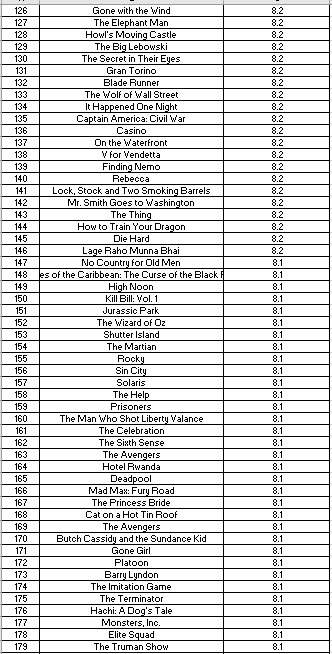 126 Gone with the Wind 8.2
127 The Elephant Man 8.2
128 Howl's Moving Castle 8.2
129 The Big Lebowski 8.2
130 The Secret in Their Eyes 8.2
131 Gran Torino 8.2
132 Blade Runner 8.2
133 The Wolf of Wall Street 8.2
134 It Happened One Night 8.2
135 Captain America: Civil War 8.2
136 Casino 8.2
137 On the Waterfront 8.2
138 V for Vendetta 8.2
139 Finding Nemo 8.2
140 Rebecca 8.2
141 Lock, Stock and Two Smoking Barrels 8.2
142 Mr. Smith Goes to Washington 8.2
143 The Thing 8.2
144 How to Train Your Dragon 8.2
145 Die Hard 8.2
146 Lage Raho Munna Bhai 8.2
147 No Country for Old Men 8.1
148 es of the Caribbean: The Curse of the Black P 8.1
149 High Noon 8.1
150 Kill Bill: Vol. 1 8.1
151 Jurassic Park 8.1
152 The Wizard of Oz 8.1
153 Shutter Island 8.1
154 The Martian 8.1
155 Rocky 8.1
156 Sin City 8.1
157 Solaris 8.1
158 The Help 8.1
159 Prisoners 8.1
160 The Man Who Shot Liberty Valance 8.1
161 The Celebration 8.1
162 The Sixth Sense 8.1
163 The Avengers 8.1
164 Hotel Rwanda 8.1
165 Deadpool 8.1
166 Mad Max: Fury Road 8.1
167 The Princess Bride 8.1
168 Cat on a Hot Tin Roof 8.1
169 The Avengers 8.1
170 Butch Cassidy and the Sundance Kid 8.1
171 Gone Girl 8.1
172 Platoon 8.1
173 Barry Lyndon 8.1
174 The Imitation Game 8.1
175 The Terminator 8.1
176 Hachi: A Dog's Tale 8.1
177 Monsters, Inc. 8.1
178 Elite Squad 8.1
179 The Truman Show 8.1